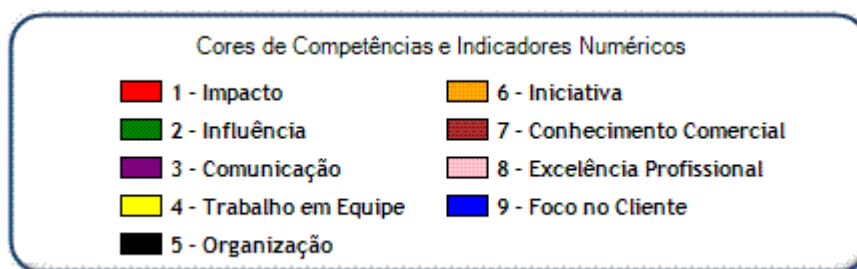 Cores de Competências e Indicadores Numéricos
1 - Impacto
2 - Influência
3 - Comunicação
4 - Trabalho em Equipe
5 - Organização
6 - Iniciativa
7 - Conhecimento Comercial
8 - Excelência Profissional
9 - Foco no Cliente